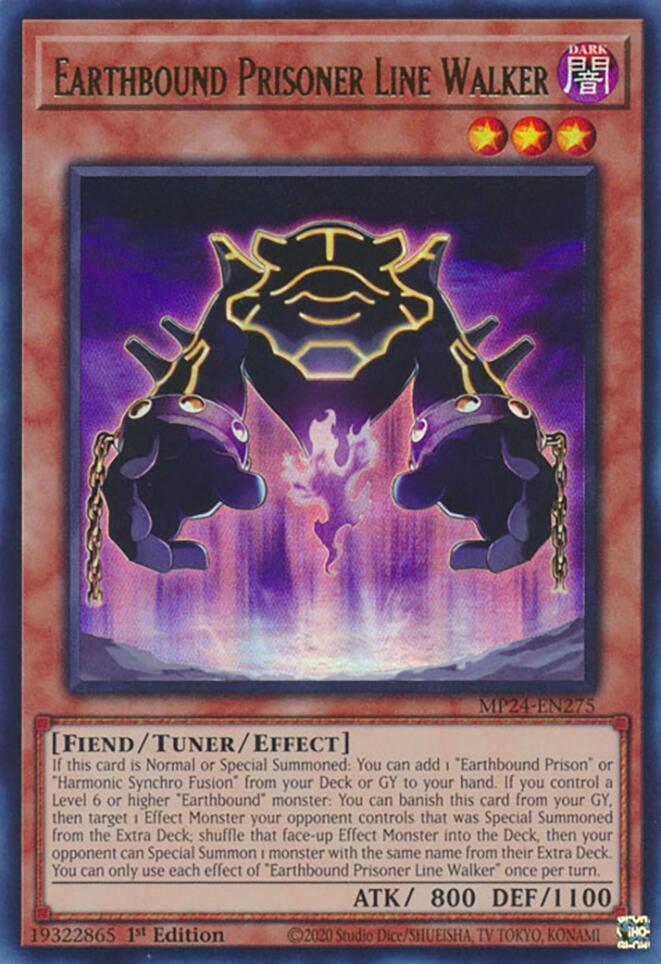 EARTHBOUND PRISONER LINE WALKER
DARK
闇
MP24-EN275
[FIEND/TUNER/EFFECT]
If this card is Normal or Special Summoned: You can add 1 "Earthbound Prison" or
"Harmonic Synchro Fusion" from your Deck or GY to your hand. If you control a
Level 6 or higher "Earthbound" monster: You can banish this card from your GY,
then target 1 Effect Monster your opponent controls that was Special Summoned
from the Extra Deck; shuffle that face-up Effect Monster into the Deck, then your
opponent can Special Summon 1 monster with the same name from their Extra Deck.
You can only use each effect of "Earthbound Prisoner Line Walker" once per turn.
ATK/ 800 DEF/1100
19322865 1st Edition ©2020 Studio Dice/SHUEISHA, TV TOKYO, KONAMI